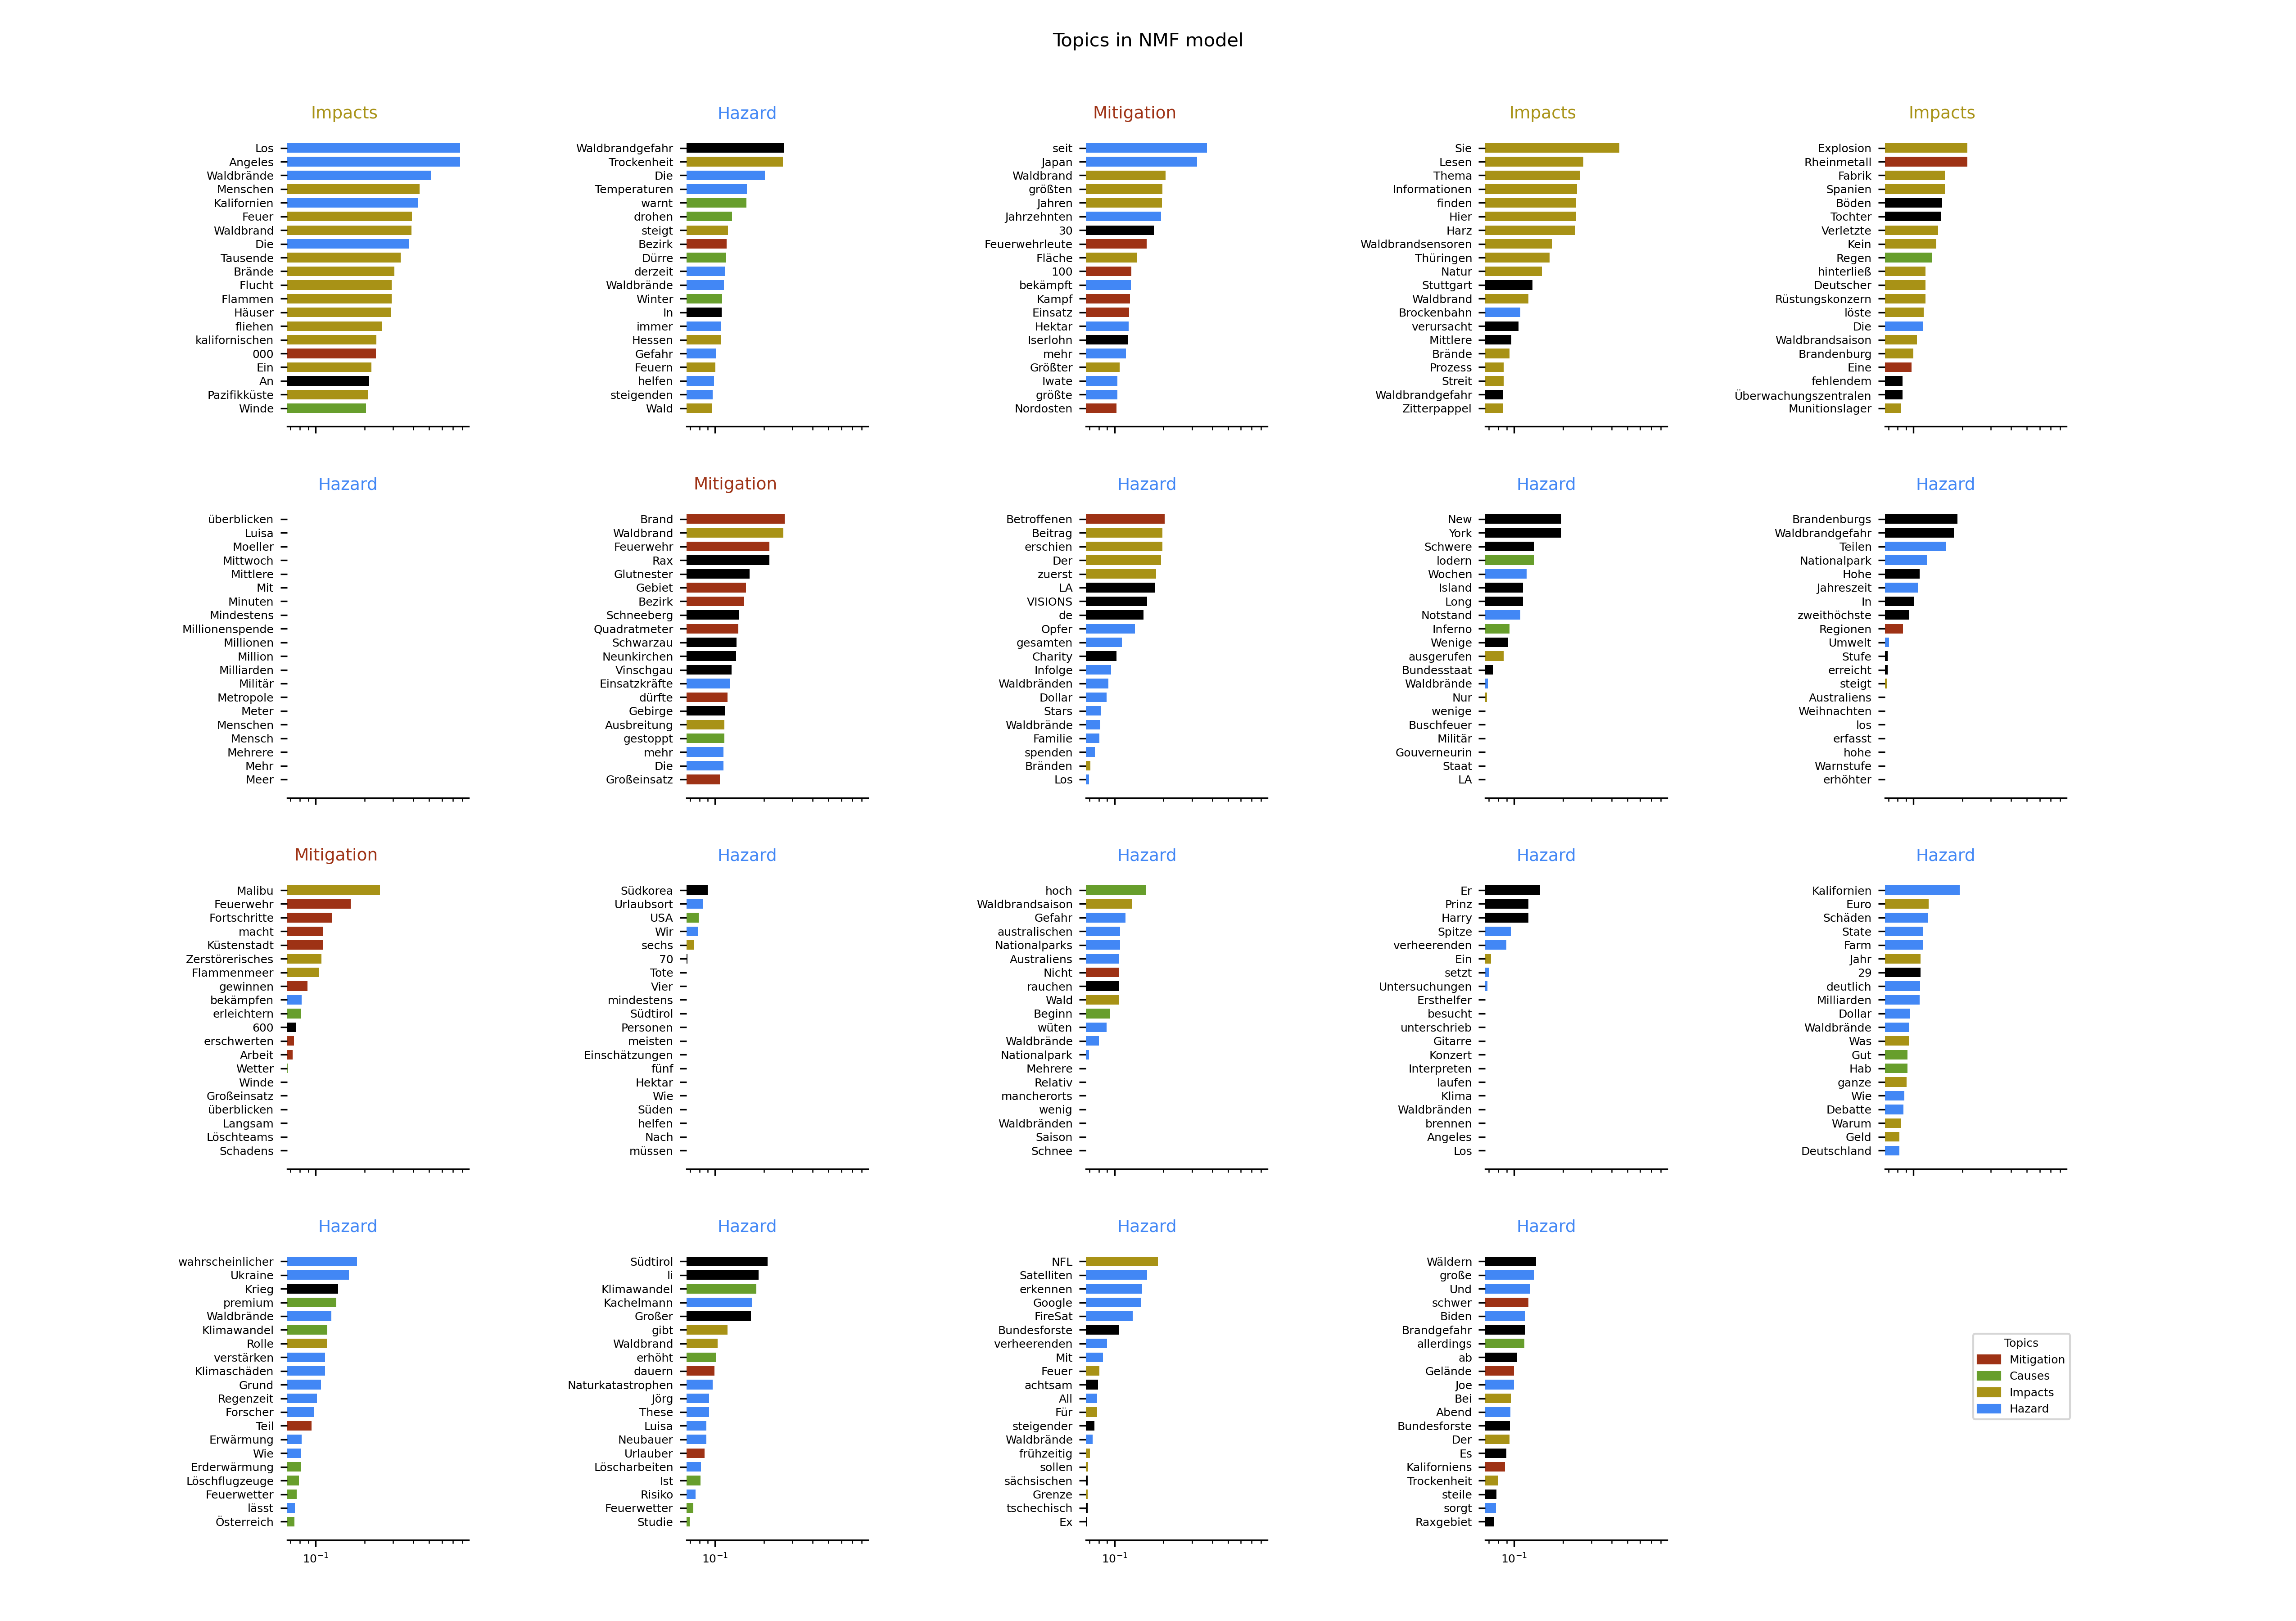 Topics in NMF model
Impacts
Los
Angeles
Waldbrände
Menschen
Kalifornien
Feuer
Waldbrand
Die
Tausende
Brände
Flucht
Flammen
Häuser
fliehen
kalifornischen
000
Ein
An
Pazifikküste
Winde
Hazard
Waldbrandgefahr
Trockenheit
Die
Temperaturen
warnt
drohen
steigt
Bezirk
Dürre
derzeit
Waldbrände
Winter
In
immer
Hessen
Gefahr
Feuern
helfen
steigenden
Wald
Mitigation
seit
Japan
Waldbrand
größten
Jahren
Jahrzehnten
30
Feuerwehrleute
Fläche
100
bekämpft
Kampf
Einsatz
Hektar
Iserlohn
mehr
Größter
Iwate
größte
Nordosten
Impacts
Sie
Lesen
Thema
Informationen
finden
Hier
Harz
Waldbrandsensoren
Thüringen
Natur
Stuttgart
Waldbrand
Brockenbahn
verursacht
Mittlere
Brände
Prozess
Streit
Waldbrandgefahr
Zitterpappel
Impacts
Explosion
Rheinmetall
Fabrik
Spanien
Böden
Tochter
Verletzte
Kein
Regen
hinterließ
Deutscher
Rüstungskonzern
löste
Die
Waldbrandsaison
Brandenburg
Eine
fehlendem
Überwachungszentralen
Munitionslager
Hazard
überblicken
Luisa
Moeller
Mittwoch
Mittlere
Mit
Minuten
Mindestens
Millionenspende
Millionen
Million
Milliarden
Militär
Metropole
Meter
Menschen
Mensch
Mehrere
Mehr
Meer
Mitigation
Brand
Waldbrand
Feuerwehr
Rax
Glutnester
Gebiet
Bezirk
Schneeberg
Quadratmeter
Schwarzau
Neunkirchen
Vinschgau
Einsatzkräfte
dürfte
Gebirge
Ausbreitung
gestoppt
mehr
Die
Großeinsatz
Hazard
Betroffenen
Beitrag
erschien
Der
zuerst
LA
VISIONS
de
Opfer
gesamten
Charity
Infolge
Waldbränden
Dollar
Stars
Waldbrände
Familie
spenden
Bränden
Los
Hazard
New
York
Schwere
lodern
Wochen
Island
Long
Notstand
Inferno
Wenige
ausgerufen
Bundesstaat
Waldbrände
Nur
wenige
Buschfeuer
Militär
Gouverneurin
Staat
LA
Hazard
Brandenburgs
Waldbrandgefahr
Teilen
Nationalpark
Hohe
Jahreszeit
In
zweithöchste
Regionen
Umwelt
Stufe
erreicht
steigt
Australiens
Weihnachten
los
erfasst
hohe
Warnstufe
erhöhter
Mitigation
Malibu
Feuerwehr
Fortschritte
macht
Küstenstadt
Zerstörerisches
Flammenmeer
gewinnen
bekämpfen
erleichtern
600
erschwerten
Arbeit
Wetter
Winde
Großeinsatz
überblicken
Langsam
Löschteams
Schadens
Hazard
Südkorea
Urlaubsort
USA
Wir
sechs
70
Tote
Vier
mindestens
Südtirol
Personen
meisten
Einschätzungen
fünf
Hektar
Wie
Süden
helfen
Nach
müssen
Hazard
hoch
Waldbrandsaison
Gefahr
australischen
Nationalparks
Australiens
Nicht
rauchen
Wald
Beginn
wüten
Waldbrände
Nationalpark
Mehrere
Relativ
mancherorts
wenig
Waldbränden
Saison
Schnee
Hazard
Er
Prinz
Harry
Spitze
verheerenden
Ein
setzt
Untersuchungen
Ersthelfer
besucht
unterschrieb
Gitarre
Konzert
Interpreten
laufen
Klima
Waldbränden
brennen
Angeles
Los
Hazard
Kalifornien
Euro
Schäden
State
Farm
Jahr
29
deutlich
Milliarden
Dollar
Waldbrände
Was
Gut
Hab
ganze
Wie
Debatte
Warum
Geld
Deutschland
Hazard
wahrscheinlicher
Ukraine
Krieg
premium
Waldbrände
Klimawandel
Rolle
verstärken
Klimaschäden
Grund
Regenzeit
Forscher
Teil
Erwärmung
Wie
Erderwärmung
Löschflugzeuge
Feuerwetter
lässt
Österreich
10⁻¹
Hazard
Südtirol
li
Klimawandel
Kachelmann
Großer
gibt
Waldbrand
erhöht
dauern
Naturkatastrophen
Jörg
These
Luisa
Neubauer
Urlauber
Löscharbeiten
Ist
Risiko
Feuerwetter
Studie
10⁻¹
Hazard
NFL
Satelliten
erkennen
Google
FireSat
Bundesforste
verheerenden
Mit
Feuer
achtsam
All
Für
steigender
Waldbrände
frühzeitig
sollen
sächsischen
Grenze
tschechisch
Ex
10⁻¹
Hazard
Wäldern
große
Und
schwer
Biden
Brandgefahr
allerdings
ab
Gelände
Joe
Bei
Abend
Bundesforste
Der
Es
Kaliforniens
Trockenheit
steile
sorgt
Raxgebiet
10⁻¹
Topics
Mitigation
Causes
Impacts
Hazard